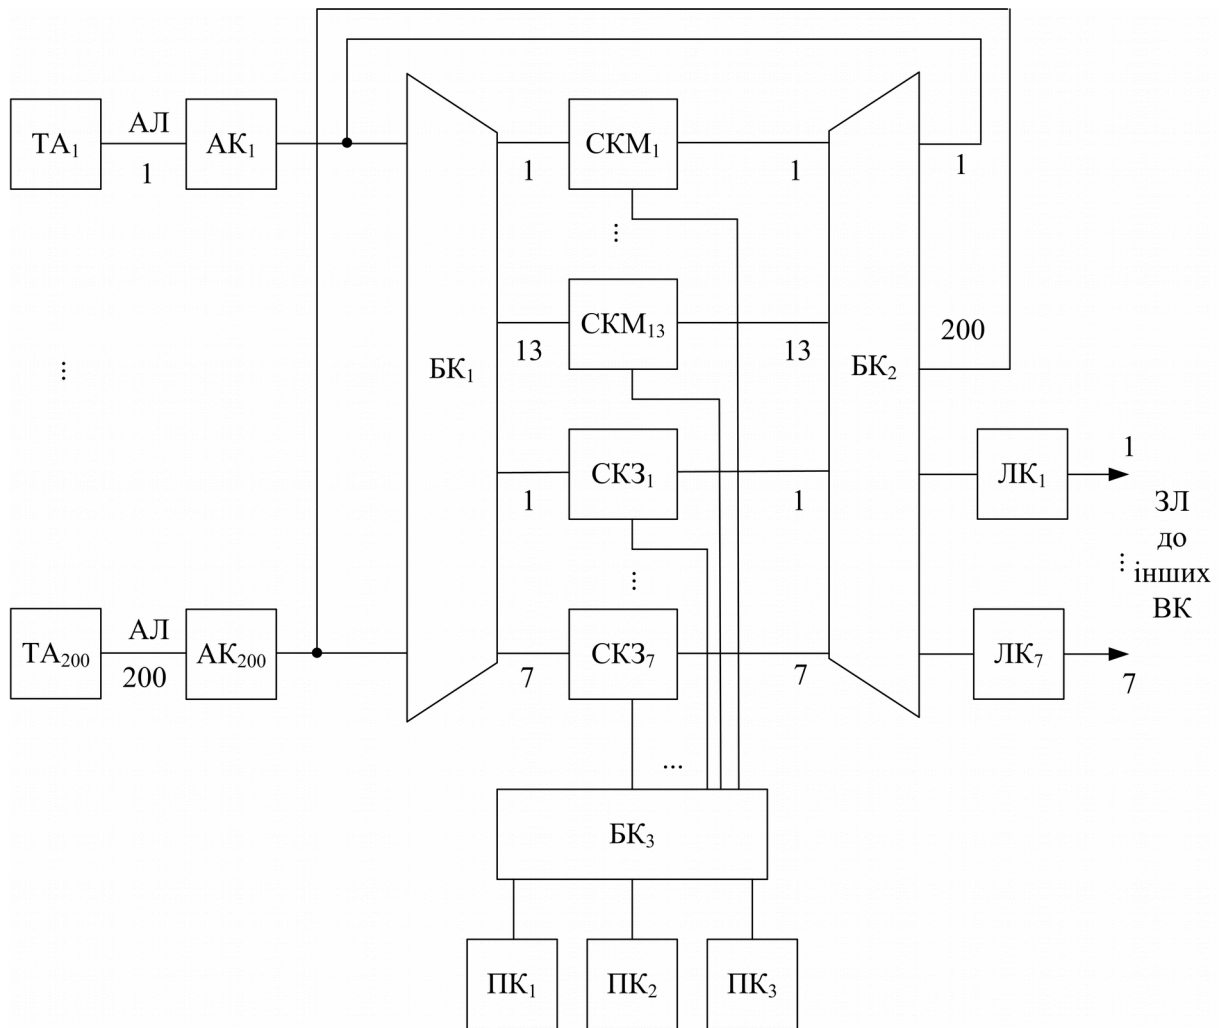 АЛ
ТА₁
АК₁
1
СКМ₁
1
1
1
⋮
СКМ₁₃
13
13
200
⋮
БК₁
БК₂
СКЗ₁
1
1
ЛК₁
1
ЗЛ
до
⋮ інших
ВК
⋮
АЛ
ТА₂₀₀
АК₂₀₀
200
СКЗ₇
7
7
ЛК₇
7
...
БК₃
ПК₁
ПК₂
ПК₃